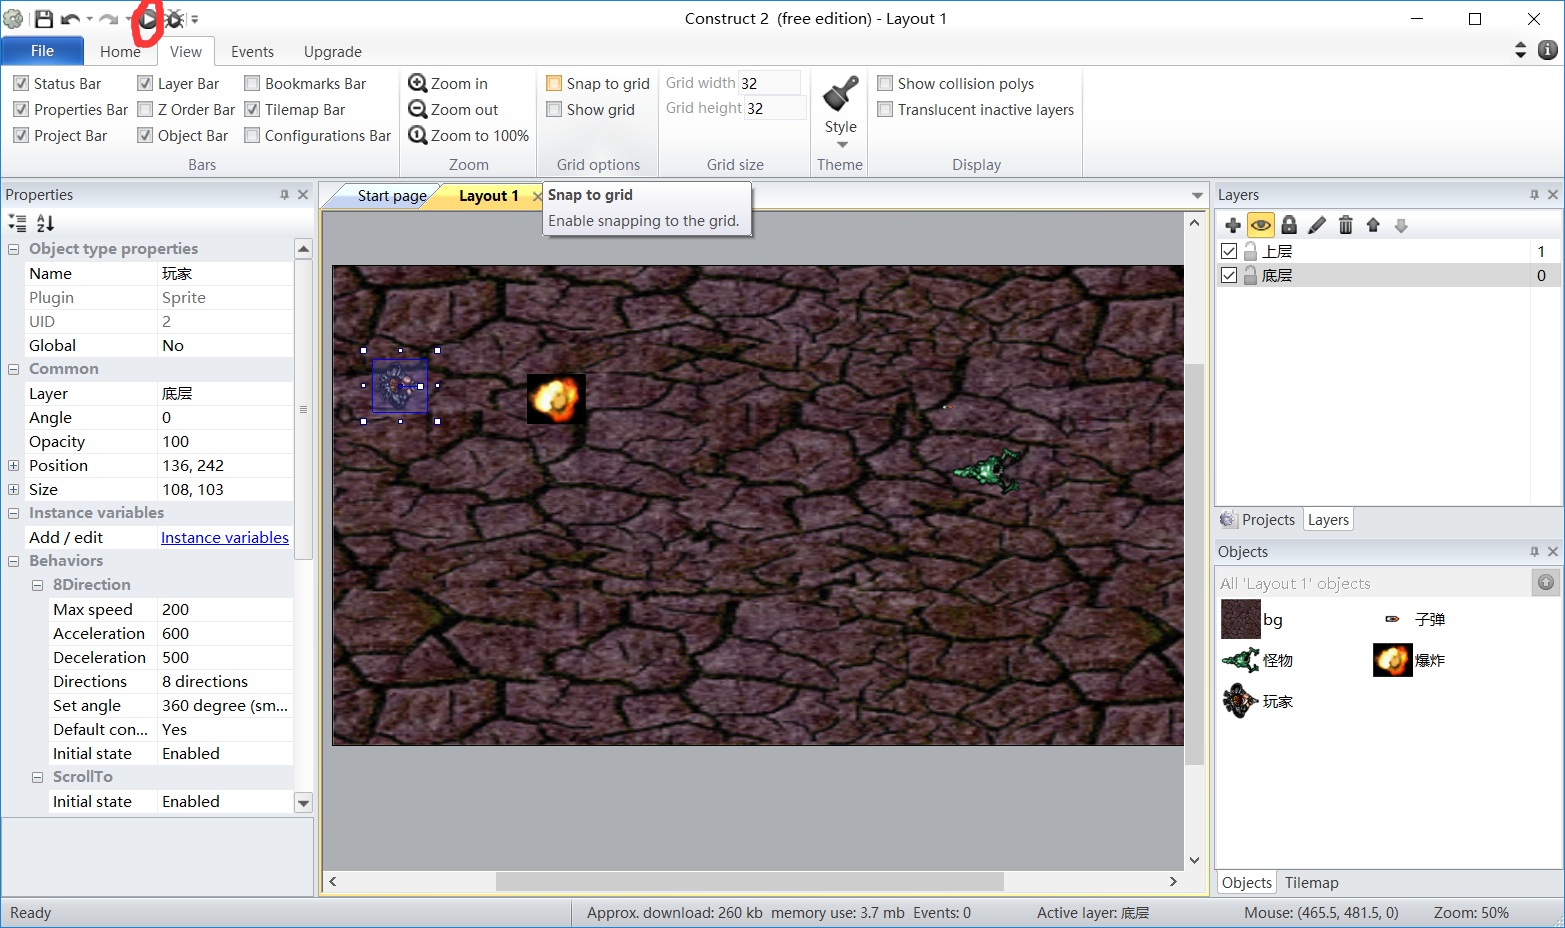 Construct 2  (free edition) - Layout 1
File Home View Events Upgrade
Status Bar Layer Bar Bookmarks Bar
Properties Bar Z Order Bar Tilemap Bar
Project Bar Object Bar Configurations Bar
Bars
Zoom in
Zoom out
Zoom to 100%
Zoom
Snap to grid
Show grid
Grid options
Grid width 32
Grid height 32
Grid size
Style
Theme
Show collision polys
Translucent inactive layers
Display
Properties
Object type properties
Name 玩家
Plugin Sprite
UID 2
Global No
Common
Layer 底层
Angle 0
Opacity 100
Position 136, 242
Size 108, 103
Instance variables
Add / edit Instance variables
Behaviors
8Direction
Max speed 200
Acceleration 600
Deceleration 500
Directions 8 directions
Set angle 360 degree (sm...
Default con... Yes
Initial state Enabled
ScrollTo
Initial state Enabled
Start page Layout 1
Snap to grid
Enable snapping to the grid.
Layers
上层 1
底层 0
Projects Layers
Objects
All 'Layout 1' objects
bg 子弹
怪物 爆炸
玩家
Objects Tilemap
Ready Approx. download: 260 kb  memory use: 3.7 mb  Events: 0 Active layer: 底层 Mouse: (465.5, 481.5, 0) Zoom: 50%